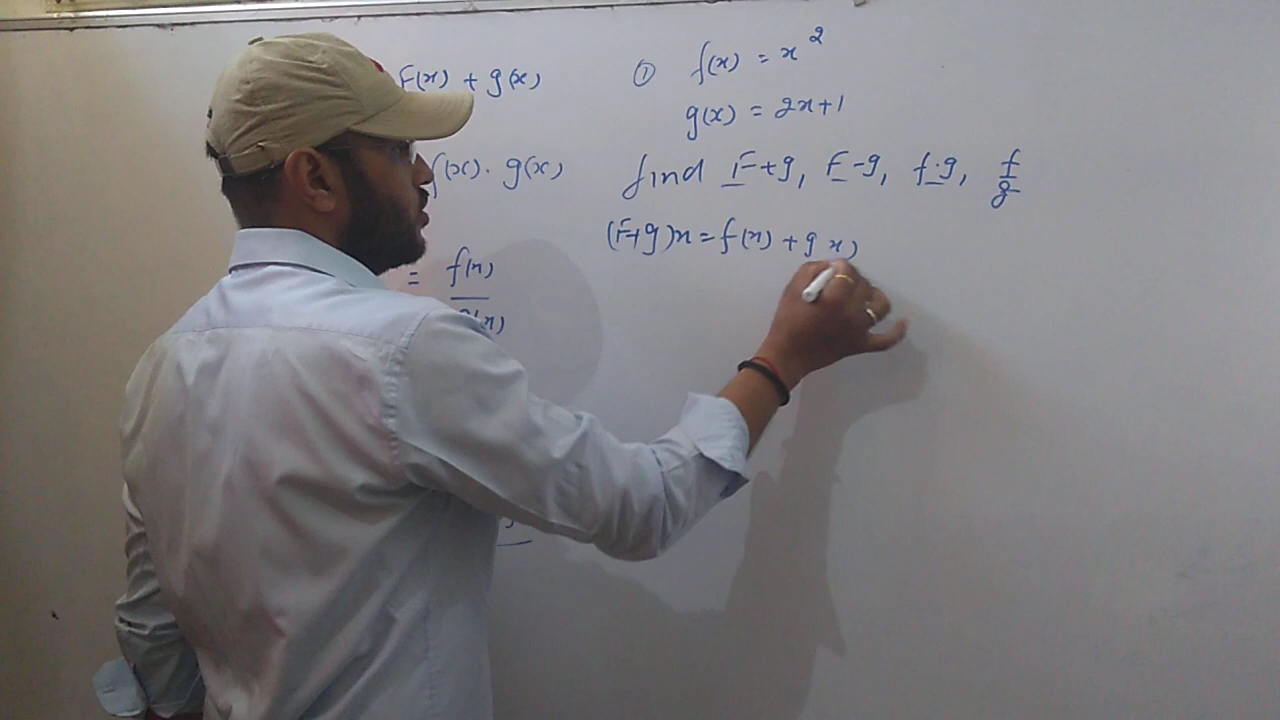 F(x) + g(x)
f(x). g(x)
= f(x)
g(x)
① f(x) = x²
g(x) = 2x+1
find F+g, F-g, f.g, f/g
(F+g)x = f(x) + g x)